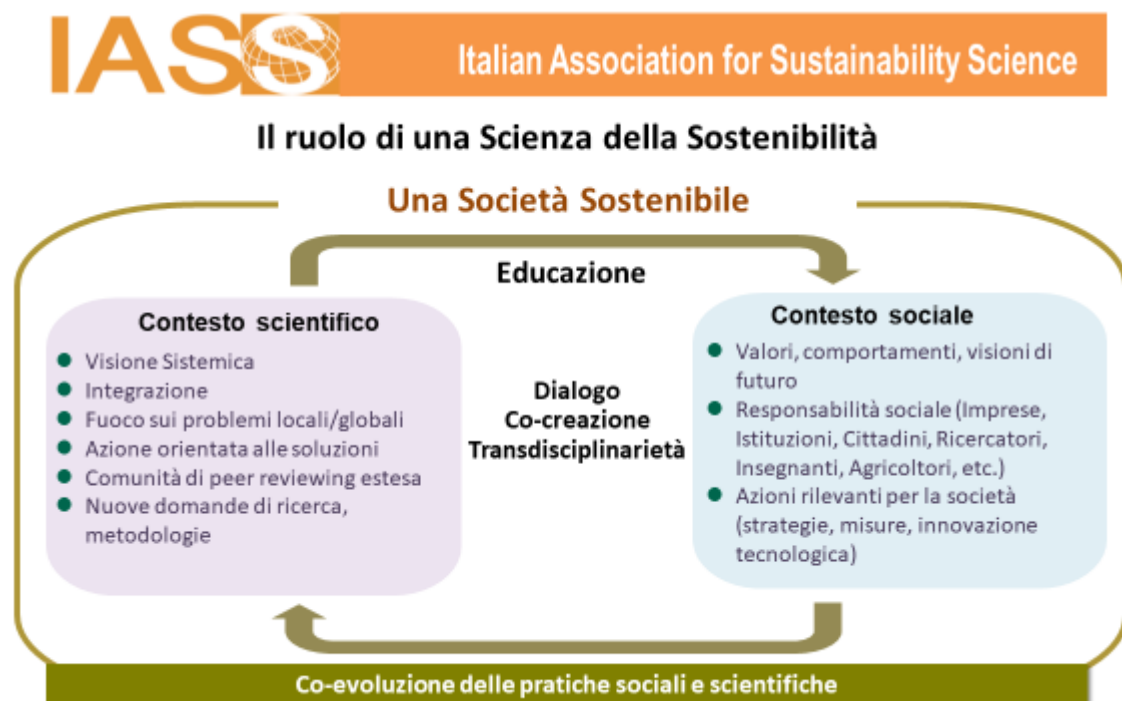 IASS
Italian Association for Sustainability Science
Il ruolo di una Scienza della Sostenibilità
Una Società Sostenibile
Educazione
Contesto scientifico
Visione Sistemica
Integrazione
Fuoco sui problemi locali/globali
Azione orientata alle soluzioni
Comunità di peer reviewing estesa
Nuove domande di ricerca,
metodologie
Dialogo
Co-creazione
Transdisciplinarietà
Contesto sociale
Valori, comportamenti, visioni di
futuro
Responsabilità sociale (Imprese,
Istituzioni, Cittadini, Ricercatori,
Insegnanti, Agricoltori, etc.)
Azioni rilevanti per la società
(strategie, misure, innovazione
tecnologica)
Co-evoluzione delle pratiche sociali e scientifiche